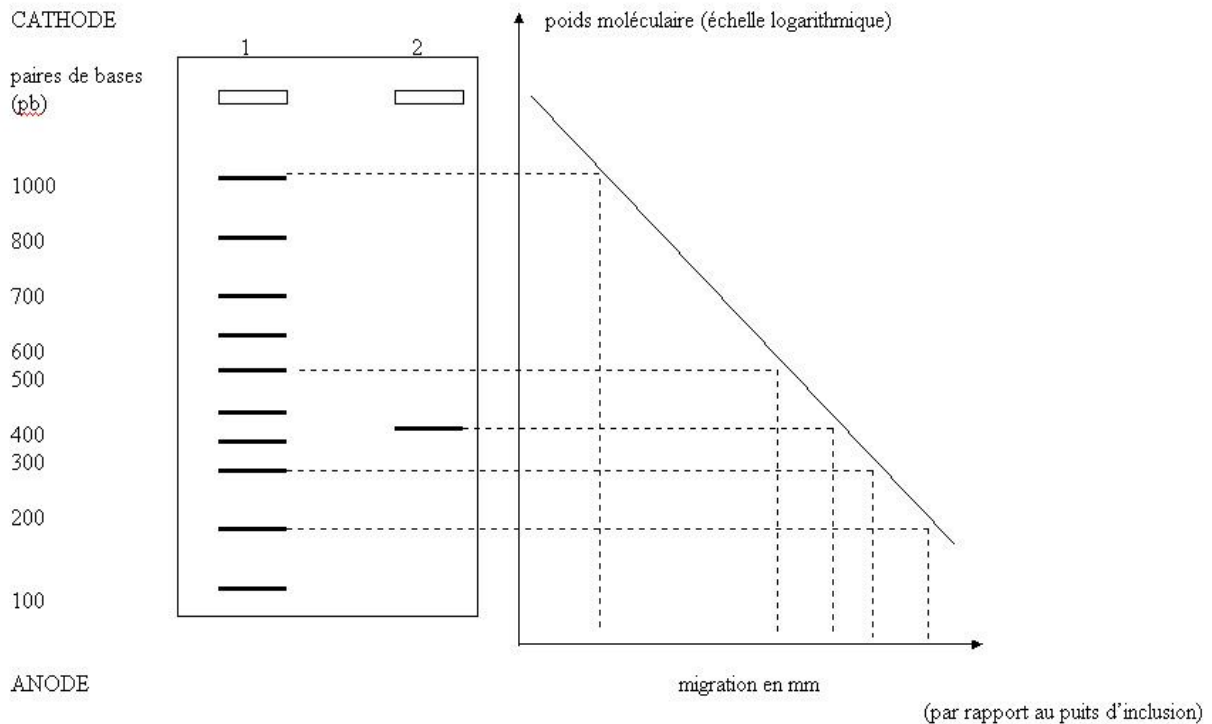 CATHODE
poids moléculaire (échelle logarithmique)
1
2
paires de bases
(pb)
1000
800
700
600
500
400
300
200
100
ANODE
migration en mm
(par rapport au puits d'inclusion)